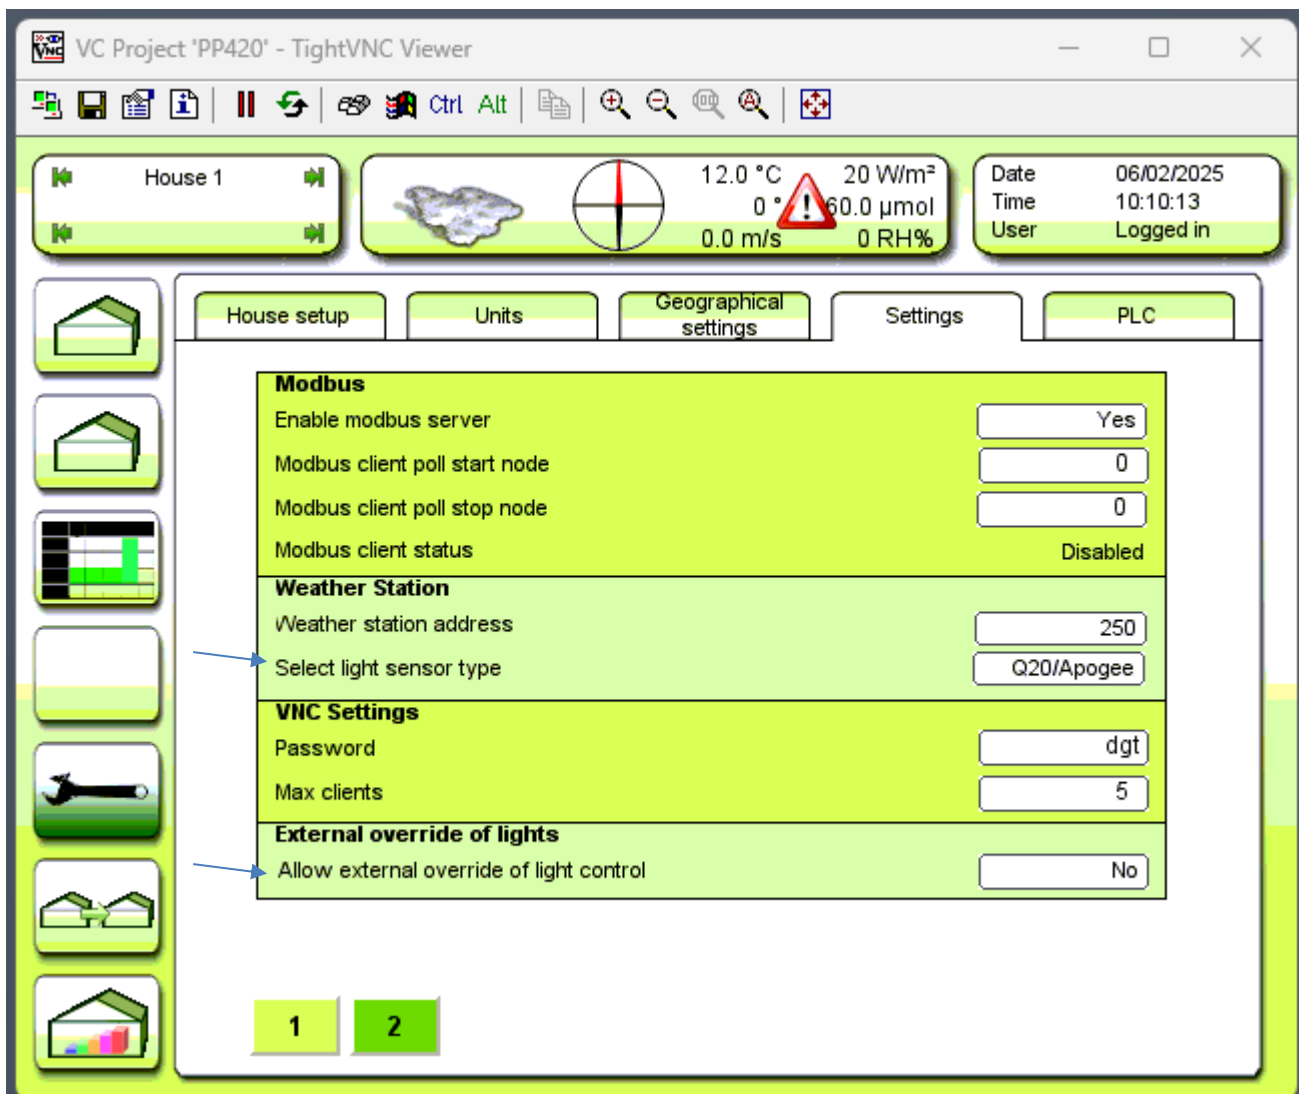 VC Project 'PP420' - TightVNC Viewer
Ctrl Alt
House 1
12.0 °C 20 W/m²
0 ° 60.0 µmol
0.0 m/s 0 RH%
Date 06/02/2025
Time 10:10:13
User Logged in
House setup
Units
Geographical
settings
Settings
PLC
Modbus
Enable modbus server Yes
Modbus client poll start node 0
Modbus client poll stop node 0
Modbus client status Disabled
Weather Station
Weather station address 250
Select light sensor type Q20/Apogee
VNC Settings
Password dgt
Max clients 5
External override of lights
Allow external override of light control No
1 2